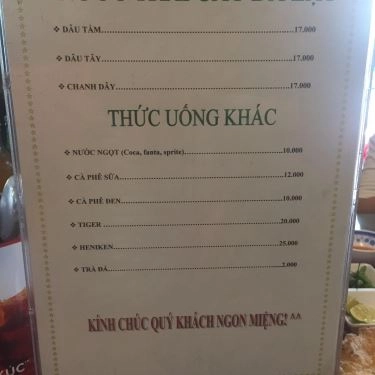 ❖ DÂU TẦM..........17.000
❖ DÂU TÂY..........17.000
❖ CHANH DÂY..........17.000
THỨC UỐNG KHÁC
❖ NƯỚC NGỌT (Coca, fanta, sprite)..........10.000
❖ CÀ PHÊ SỮA..........12.000
❖ CÀ PHÊ ĐEN..........10.000
❖ TIGER..........20.000
❖ HENIKEN..........25.000
❖ TRÀ ĐÁ..........2.000
KÍNH CHÚC QUÝ KHÁCH NGON MIỆNG! ^^